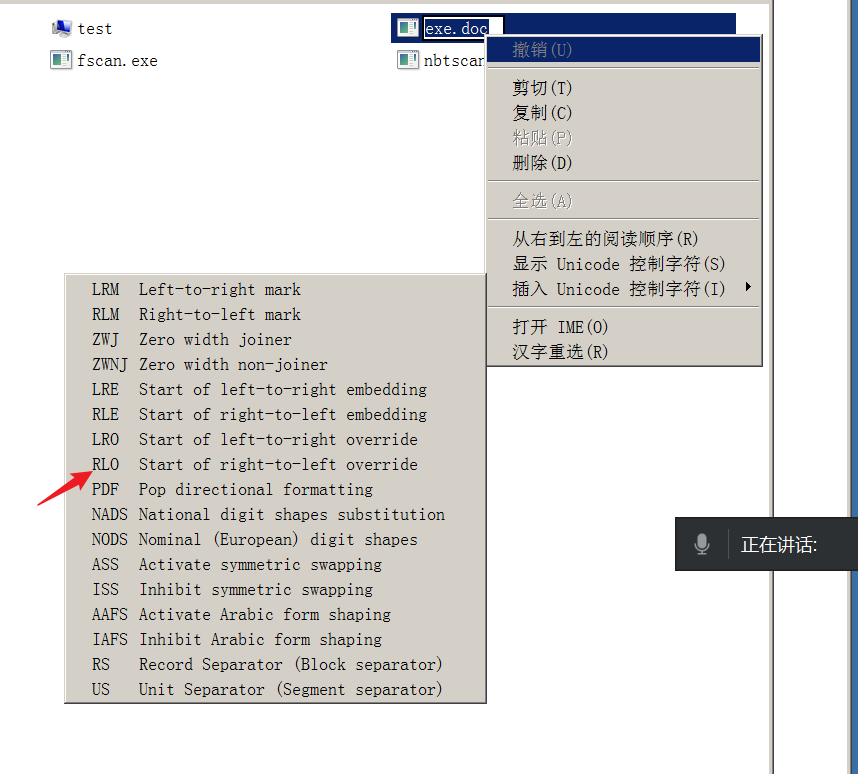 test
exe.doc
fscan.exe
nbtscan
撤销(U)
剪切(T)
复制(C)
粘贴(P)
删除(D)
全选(A)
从右到左的阅读顺序(R)
显示 Unicode 控制字符(S)
插入 Unicode 控制字符(I)
打开 IME(O)
汉字重选(R)
LRM Left-to-right mark
RLM Right-to-left mark
ZWJ Zero width joiner
ZWNJ Zero width non-joiner
LRE Start of left-to-right embedding
RLE Start of right-to-left embedding
LRO Start of left-to-right override
RLO Start of right-to-left override
PDF Pop directional formatting
NADS National digit shapes substitution
NODS Nominal (European) digit shapes
ASS Activate symmetric swapping
ISS Inhibit symmetric swapping
AAFS Activate Arabic form shaping
IAFS Inhibit Arabic form shaping
RS Record Separator (Block separator)
US Unit Separator (Segment separator)
正在讲话: